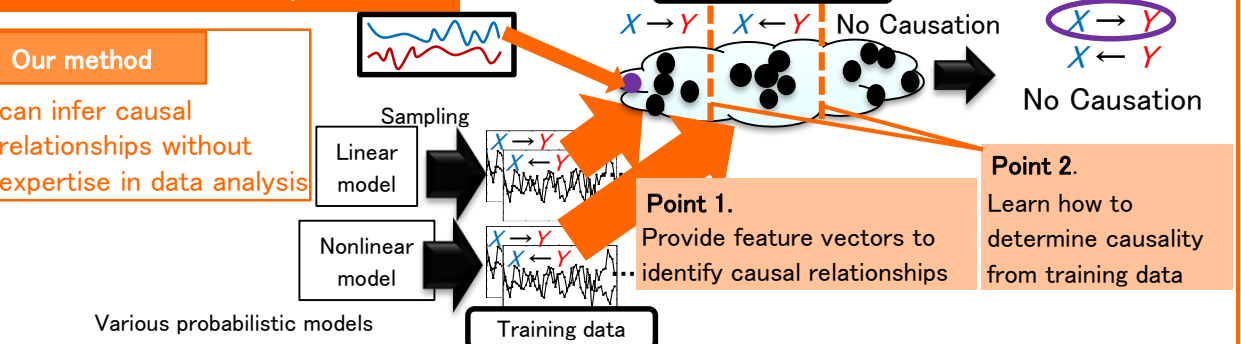 Our method
can infer causal
relationships without
expertise in data analysis
X → Y
X ← Y
No Causation
X → Y
X ← Y
No Causation
Sampling
Linear
model
X → Y
X ← Y
Nonlinear
model
X → Y
X ← Y
...
Various probabilistic models
Training data
Point 1.
Provide feature vectors to
identify causal relationships
Point 2.
Learn how to
determine causality
from training data